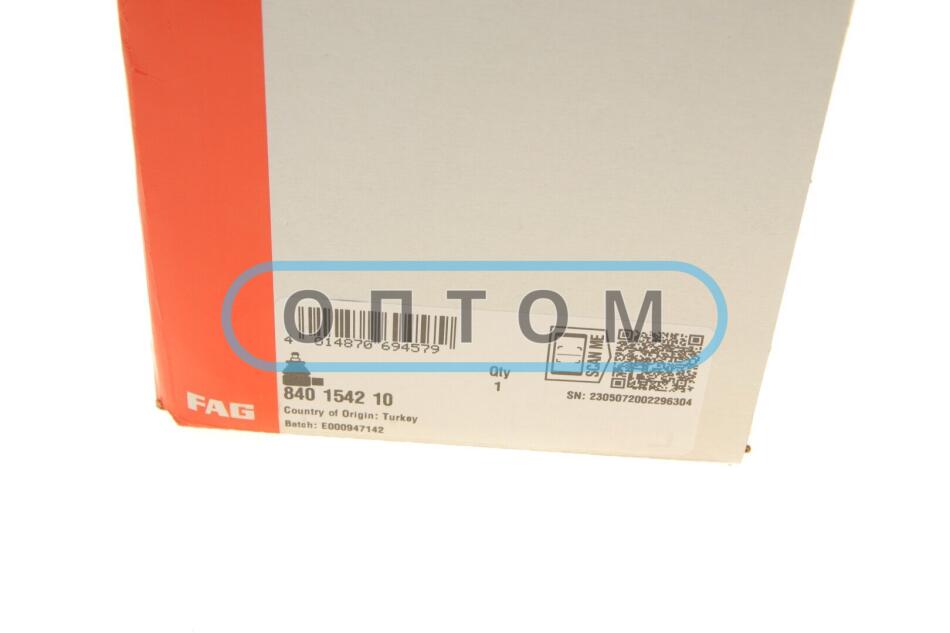 ОПТОМ
4 014870 694579
Qty
1
SCAN ME
840 1542 10
SN: 2305072002296304
FAG
Country of Origin: Turkey
Batch: E000947142